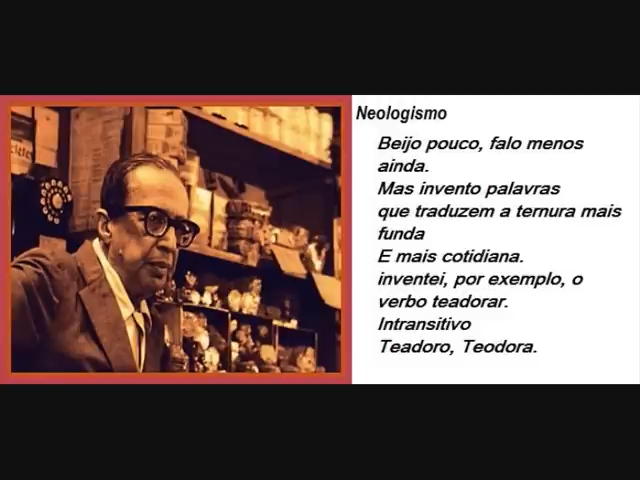 Neologismo
Beijo pouco, falo menos
ainda.
Mas invento palavras
que traduzem a ternura mais
funda
E mais cotidiana.
inventei, por exemplo, o
verbo teadorar.
Intransitivo
Teadoro, Teodora.